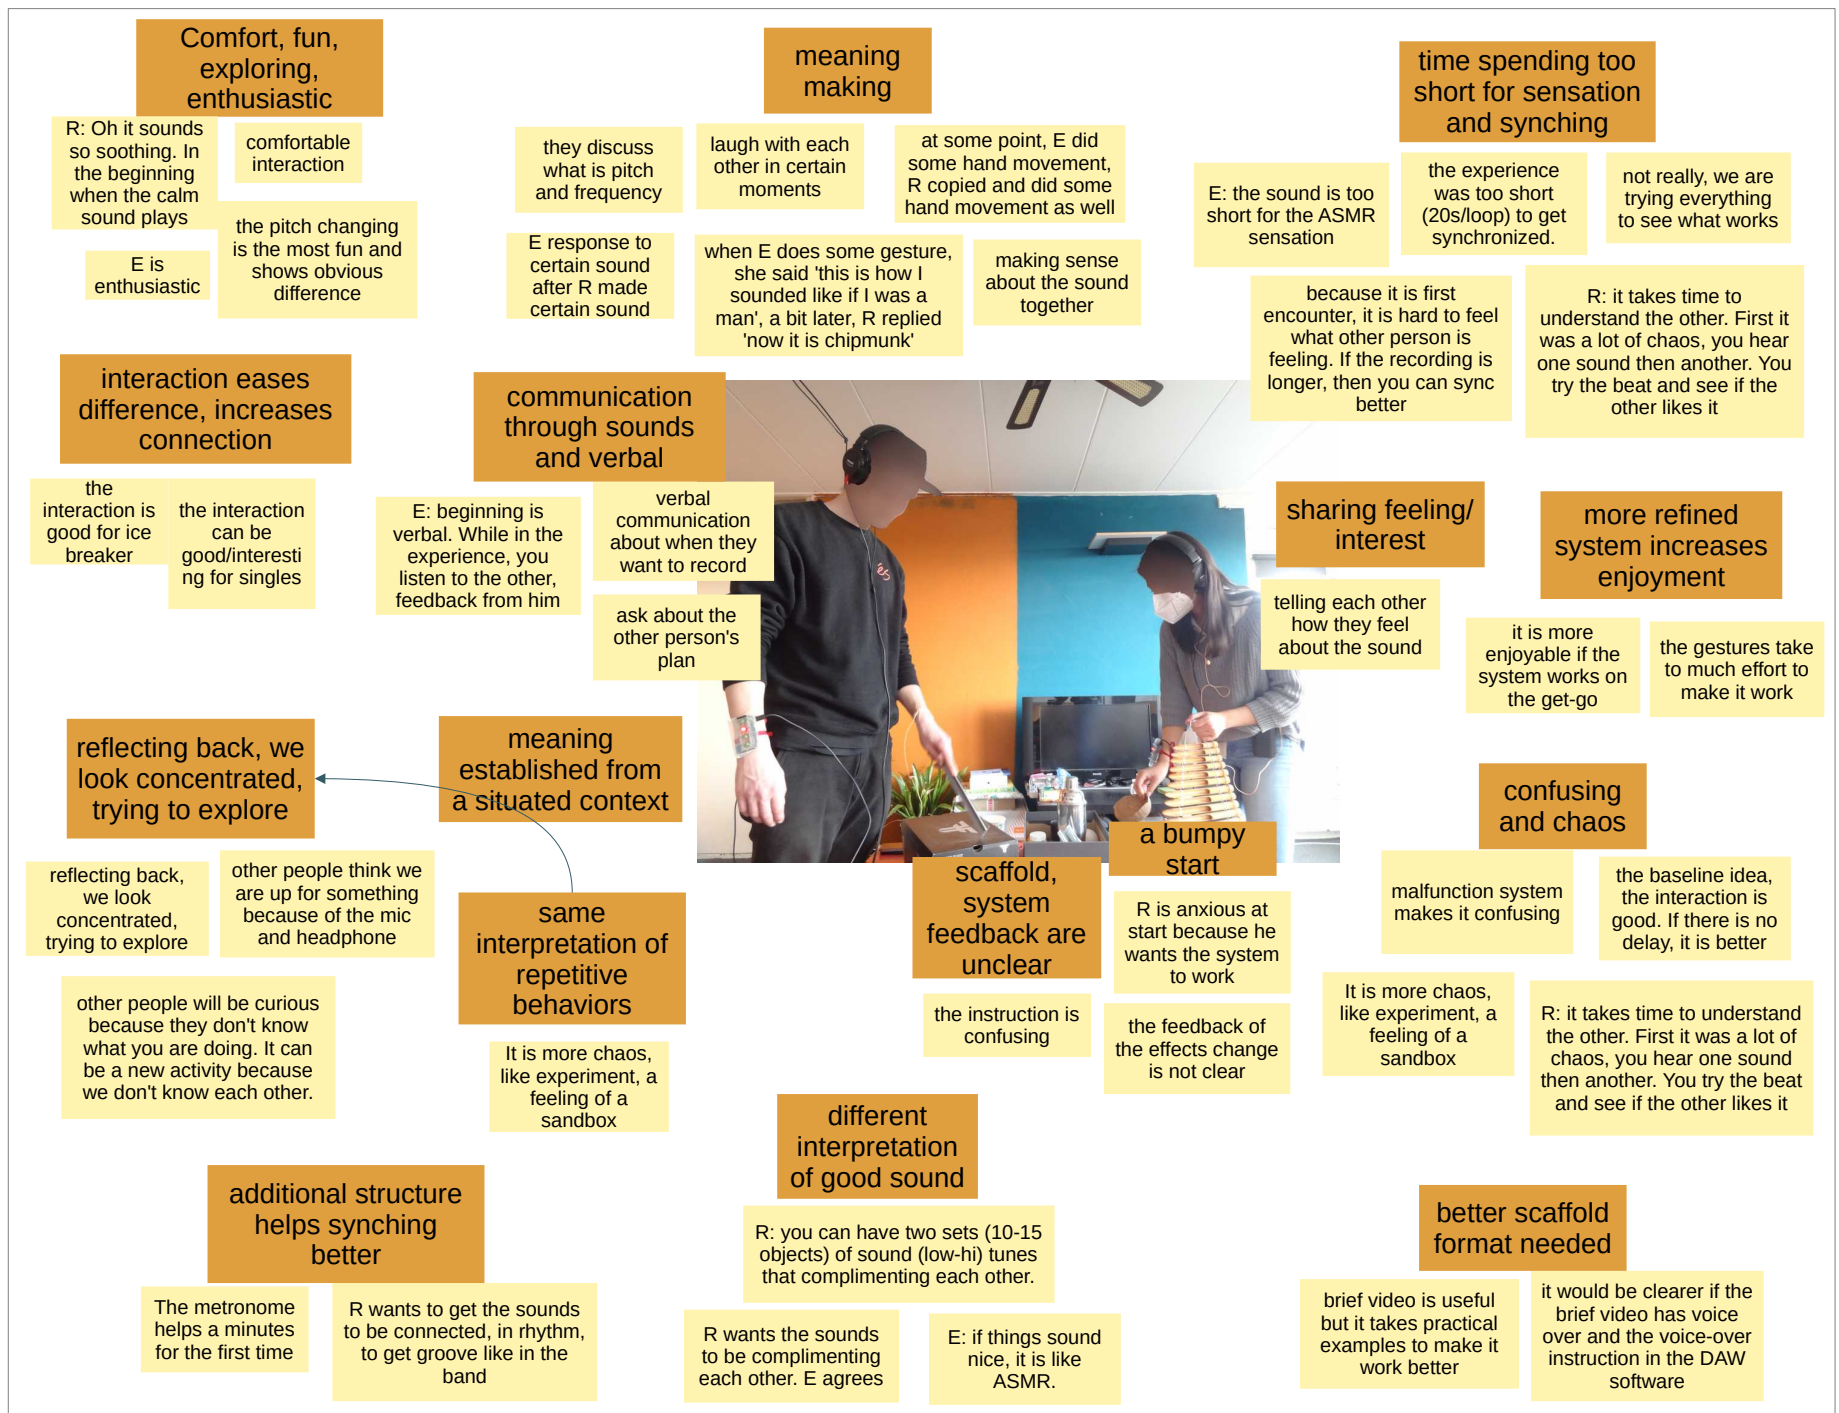 Comfort, fun,
exploring,
enthusiastic
R: Oh it sounds
so soothing. In
the beginning
when the calm
sound plays
comfortable
interaction
the pitch changing
is the most fun and
shows obvious
difference
E is
enthusiastic
meaning
making
they discuss
what is pitch
and frequency
laugh with each
other in certain
moments
at some point, E did
some hand movement,
R copied and did some
hand movement as well
E response to
certain sound
after R made
certain sound
when E does some gesture,
she said 'this is how I
sounded like if I was a
man', a bit later, R replied
'now it is chipmunk'
making sense
about the sound
together
time spending too
short for sensation
and synching
E: the sound is too
short for the ASMR
sensation
the experience
was too short
(20s/loop) to get
synchronized.
not really, we are
trying everything
to see what works
because it is first
encounter, it is hard to feel
what other person is
feeling. If the recording is
longer, then you can sync
better
R: it takes time to
understand the other. First it
was a lot of chaos, you hear
one sound then another. You
try the beat and see if the
other likes it
interaction eases
difference, increases
connection
the
interaction is
good for ice
breaker
the interaction
can be
good/interesti
ng for singles
communication
through sounds
and verbal
E: beginning is
verbal. While in the
experience, you
listen to the other,
feedback from him
verbal
communication
about when they
want to record
ask about the
other person's
plan
és
sharing feeling/
interest
telling each other
how they feel
about the sound
more refined
system increases
enjoyment
it is more
enjoyable if the
system works on
the get-go
the gestures take
to much effort to
make it work
reflecting back, we
look concentrated,
trying to explore
reflecting back,
we look
concentrated,
trying to explore
other people think we
are up for something
because of the mic
and headphone
other people will be curious
because they don't know
what you are doing. It can
be a new activity because
we don't know each other.
meaning
established from
a situated context
same
interpretation of
repetitive
behaviors
It is more chaos,
like experiment, a
feeling of a
sandbox
a bumpy
start
R is anxious at
start because he
wants the system
to work
scaffold,
system
feedback are
unclear
the instruction is
confusing
the feedback of
the effects change
is not clear
confusing
and chaos
malfunction system
makes it confusing
the baseline idea,
the interaction is
good. If there is no
delay, it is better
It is more chaos,
like experiment, a
feeling of a
sandbox
R: it takes time to understand
the other. First it was a lot of
chaos, you hear one sound
then another. You try the beat
and see if the other likes it
additional structure
helps synching
better
The metronome
helps a minutes
for the first time
R wants to get the sounds
to be connected, in rhythm,
to get groove like in the
band
different
interpretation
of good sound
R: you can have two sets (10-15
objects) of sound (low-hi) tunes
that complimenting each other.
R wants the sounds
to be complimenting
each other. E agrees
E: if things sound
nice, it is like
ASMR.
better scaffold
format needed
brief video is useful
but it takes practical
examples to make it
work better
it would be clearer if the
brief video has voice
over and the voice-over
instruction in the DAW
software